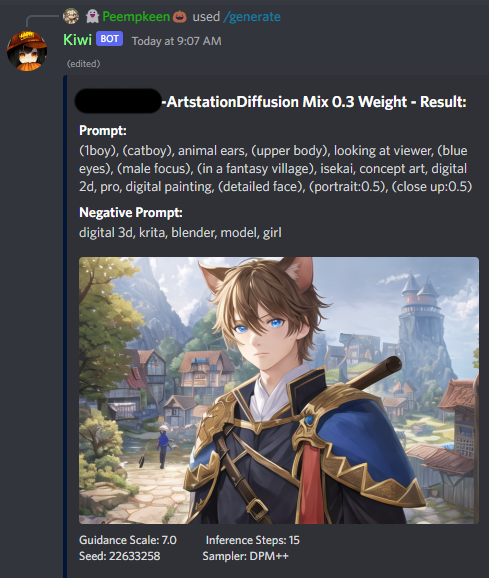 Peempkeen used /generate
Kiwi BOT Today at 9:07 AM
(edited)
-ArtstationDiffusion Mix 0.3 Weight - Result:
Prompt:
(1boy), (catboy), animal ears, (upper body), looking at viewer, (blue
eyes), (male focus), (in a fantasy village), isekai, concept art, digital
2d, pro, digital painting, (detailed face), (portrait:0.5), (close up:0.5)
Negative Prompt:
digital 3d, krita, blender, model, girl
Guidance Scale: 7.0 Inference Steps: 15
Seed: 22633258 Sampler: DPM++